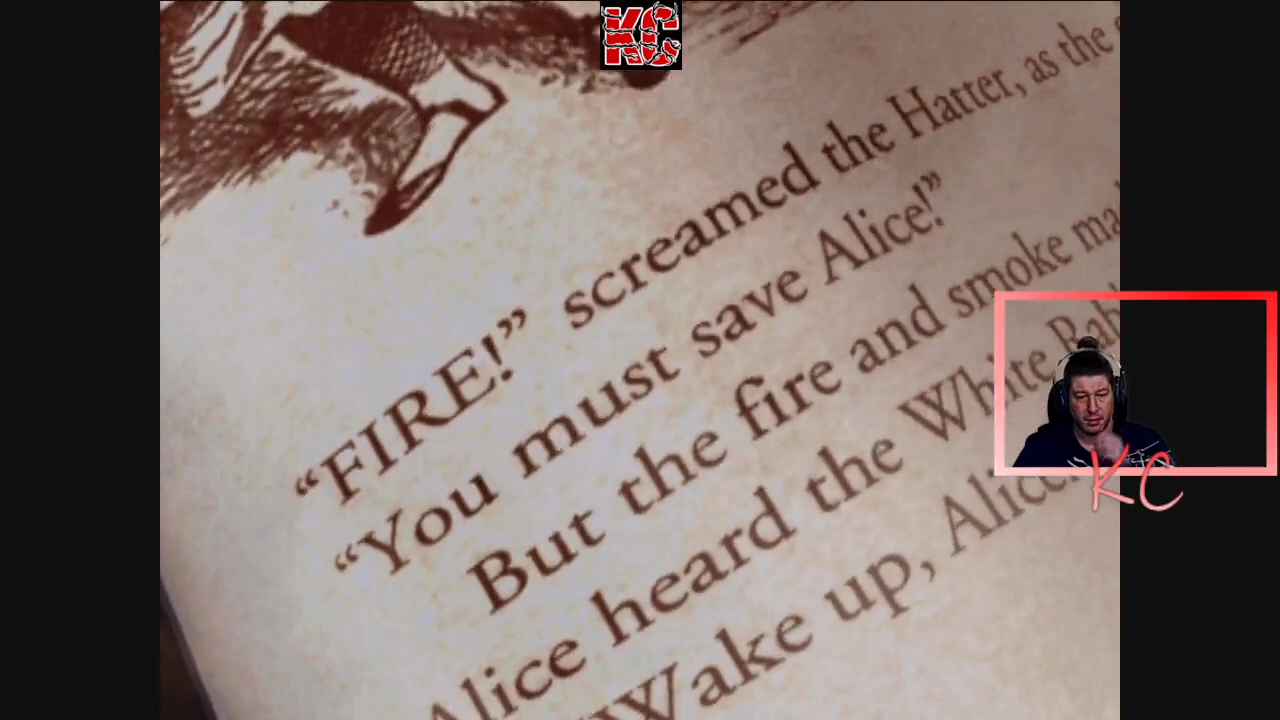 KC
"FIRE!" screamed the Hatter, as the
"You must save Alice!"
But the fire and smoke
Alice heard the White
"Wake up, Alice
KC